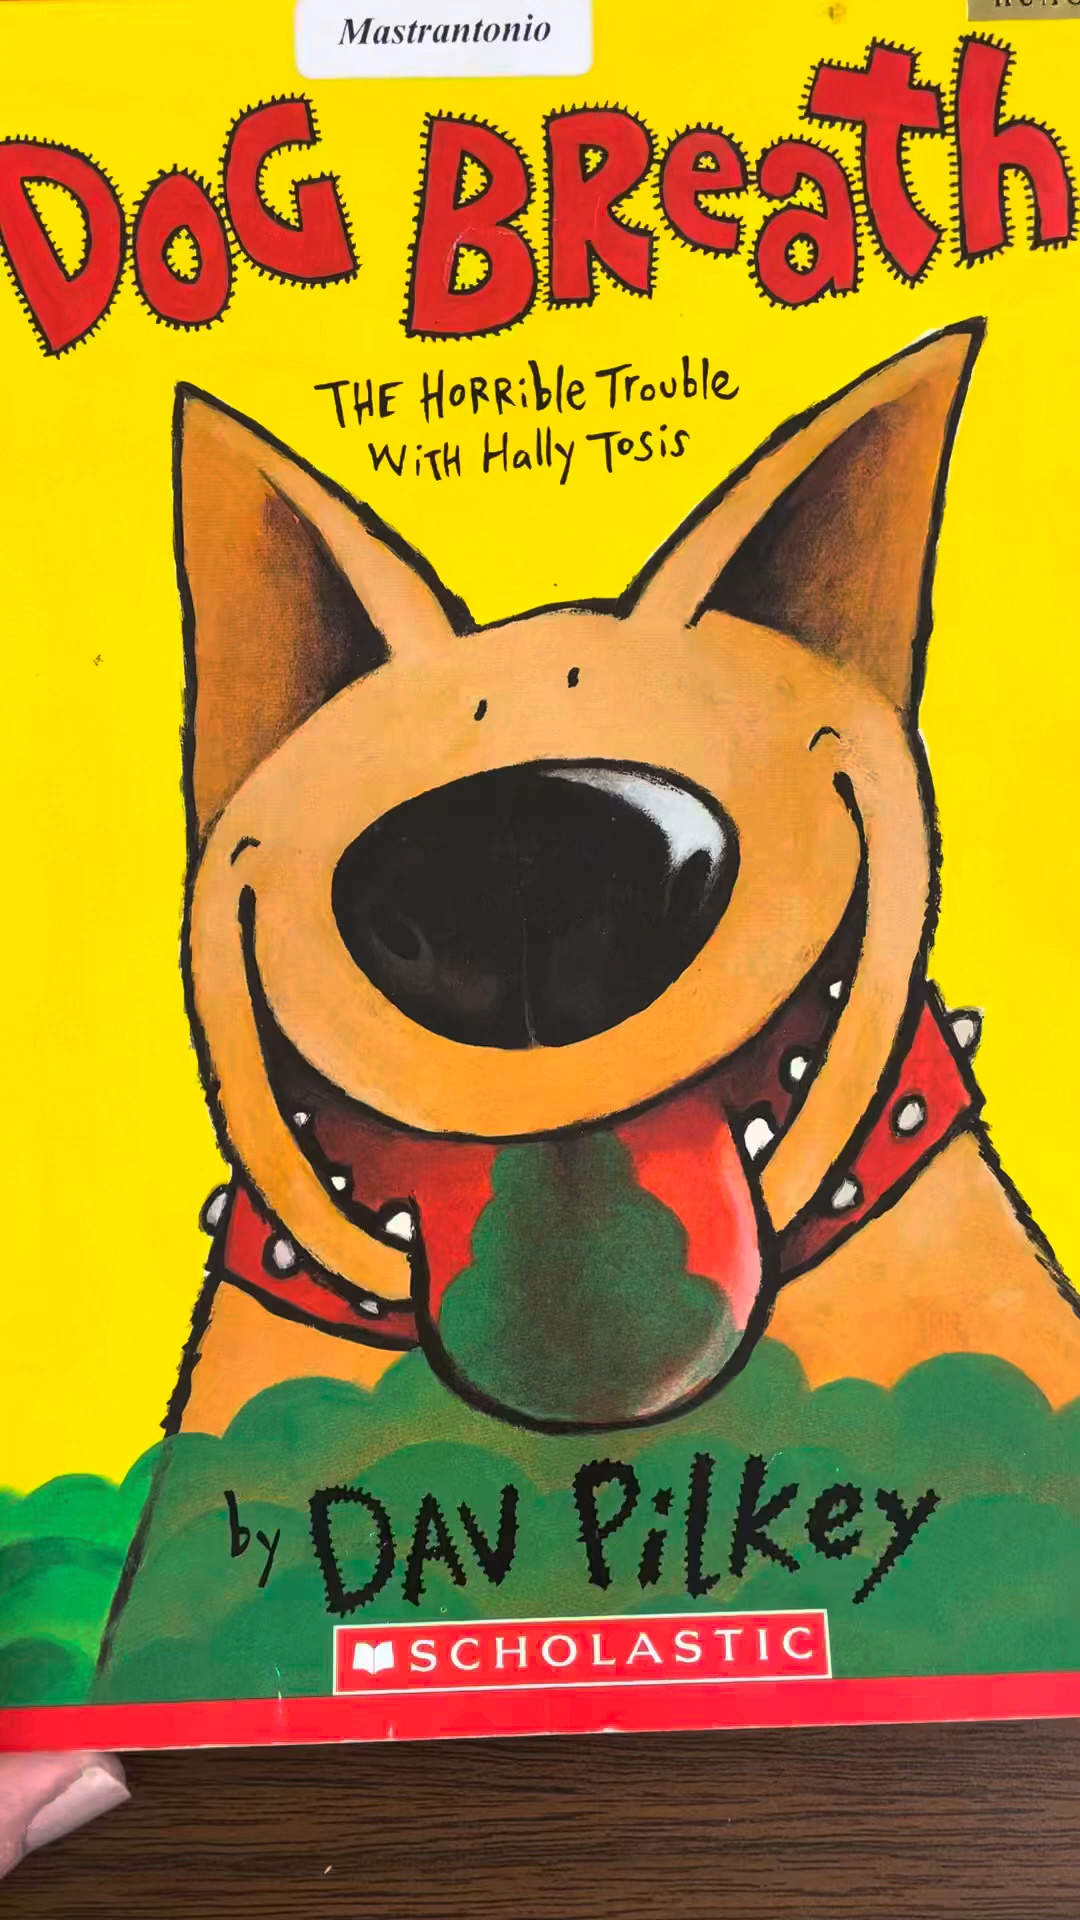 Mastrantonio
DOG BReath
THE HORRible Trouble
WiTH Hally Tosis
by DAV Pilkey
SCHOLASTIC